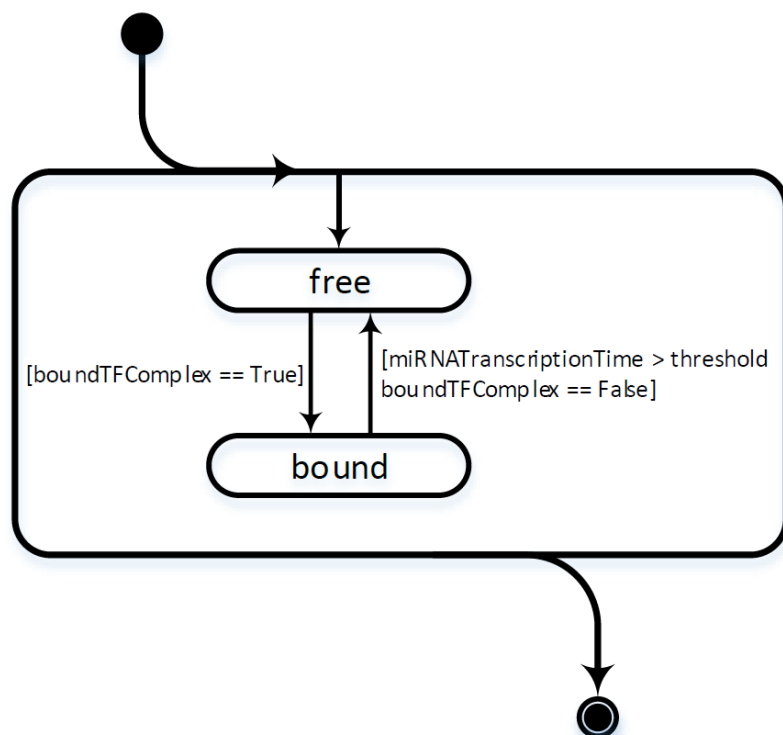 free
[boundTFComplex == True]
[miRNATranscriptionTime > threshold
boundTFComplex == False]
bound